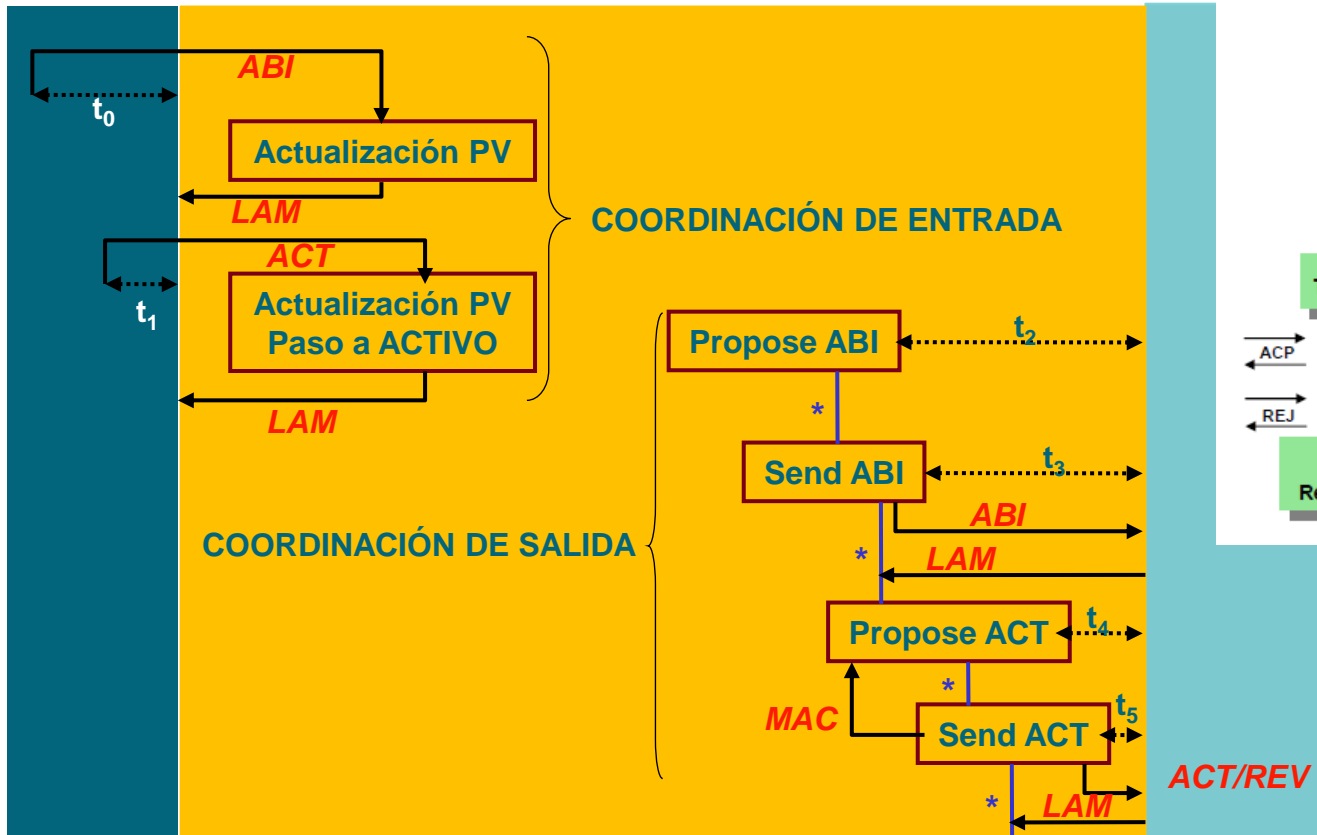 ABI
t0
Actualización PV
LAM
COORDINACIÓN DE ENTRADA
ACT
t1
Actualización PV
Paso a ACTIVO
LAM
Propose ABI
t2
ACP
*
REJ
Send ABI
t3
ABI
COORDINACIÓN DE SALIDA
*
LAM
Propose ACT
t4
*
MAC
Send ACT
t5
ACT/REV
*
LAM